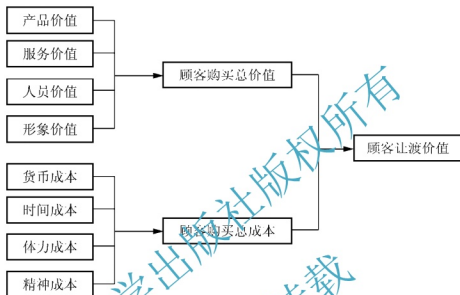 产品价值
服务价值
人员价值
形象价值
顾客购买总价值
顾客让渡价值
货币成本
时间成本
体力成本
精神成本
顾客购买总成本
学出版社版权所有
转载